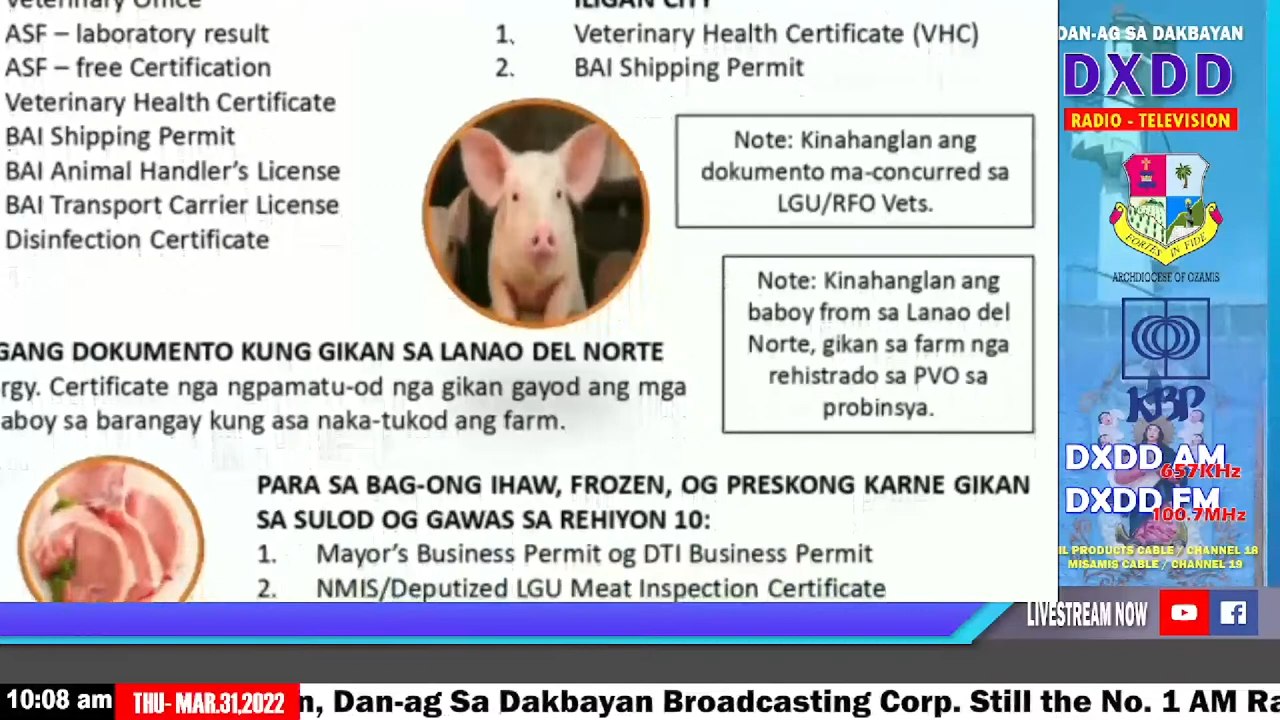 Veterinary Office
ASF – laboratory result
ASF – free Certification
Veterinary Health Certificate
BAI Shipping Permit
BAI Animal Handler’s License
BAI Transport Carrier License
Disinfection Certificate
ILIGAN CITY
1. Veterinary Health Certificate (VHC)
2. BAI Shipping Permit
Note: Kinahanglan ang
dokumento ma-concurred sa
LGU/RFO Vets.
Note: Kinahanglan ang
baboy from sa Lanao del
Norte, gikan sa farm nga
rehistrado sa PVO sa
probinsya.
GANG DOKUMENTO KUNG GIKAN SA LANAO DEL NORTE
rgy. Certificate nga ngpamatu-od nga gikan gayod ang mga
aboy sa barangay kung asa naka-tukod ang farm.
PARA SA BAG-ONG IHAW, FROZEN, OG PRESKONG KARNE GIKAN
SA SULOD OG GAWAS SA REHIYON 10:
1. Mayor’s Business Permit og DTI Business Permit
2. NMIS/Deputized LGU Meat Inspection Certificate
DAN-AG SA DAKBAYAN
DXDD
RADIO - TELEVISION
FORTES IN FIDE
ARCHDIOCESE OF OZAMIS
KBP
DXDD AM
657KHz
DXDD FM
100.7MHz
IL PRODUCTS CABLE / CHANNEL 18
MISAMIS CABLE / CHANNEL 19
LIVESTREAM NOW
10:08 am THU- MAR.31,2022 n, Dan-ag Sa Dakbayan Broadcasting Corp. Still the No. 1 AM Ra